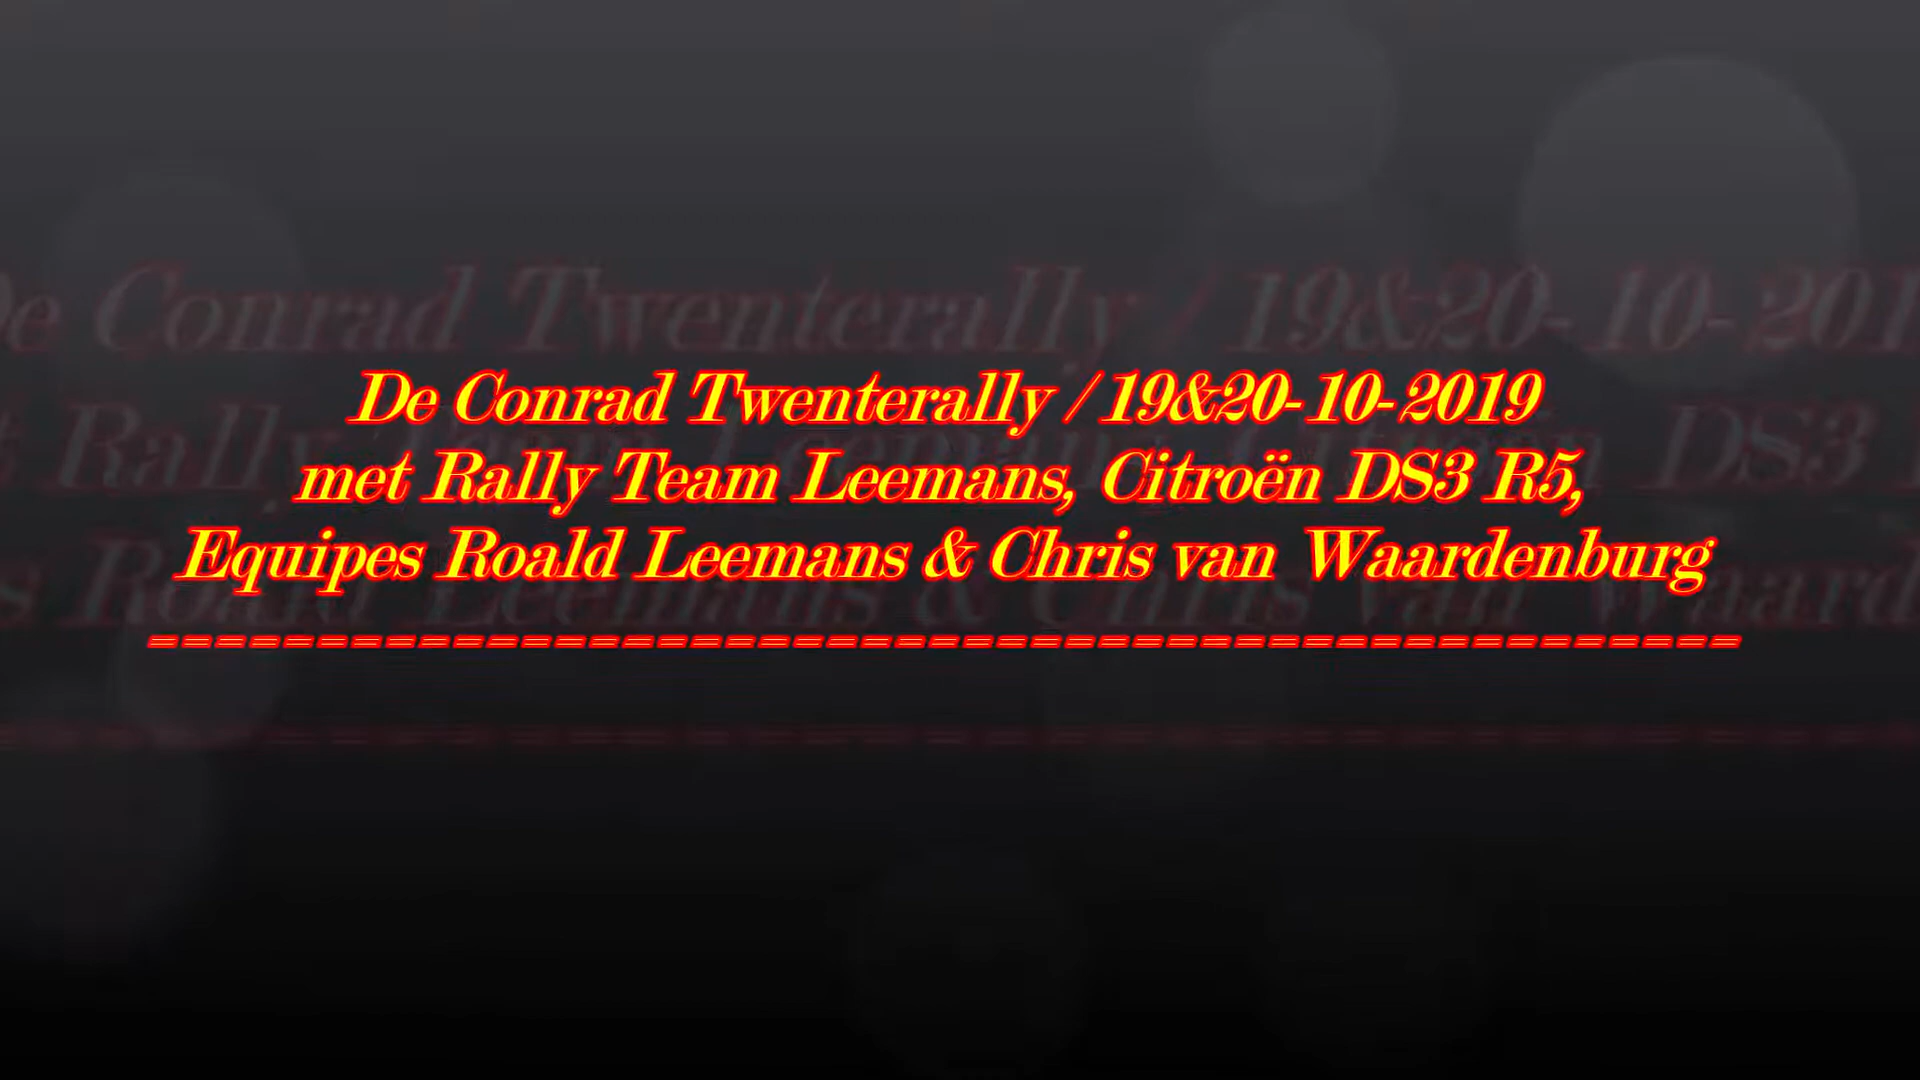 De Conrad Twenterally / 19&20-10-2019
met Rally Team Leemans, Citroën DS3 R5,
Equipes Roald Leemans & Chris van Waardenburg
===============================================